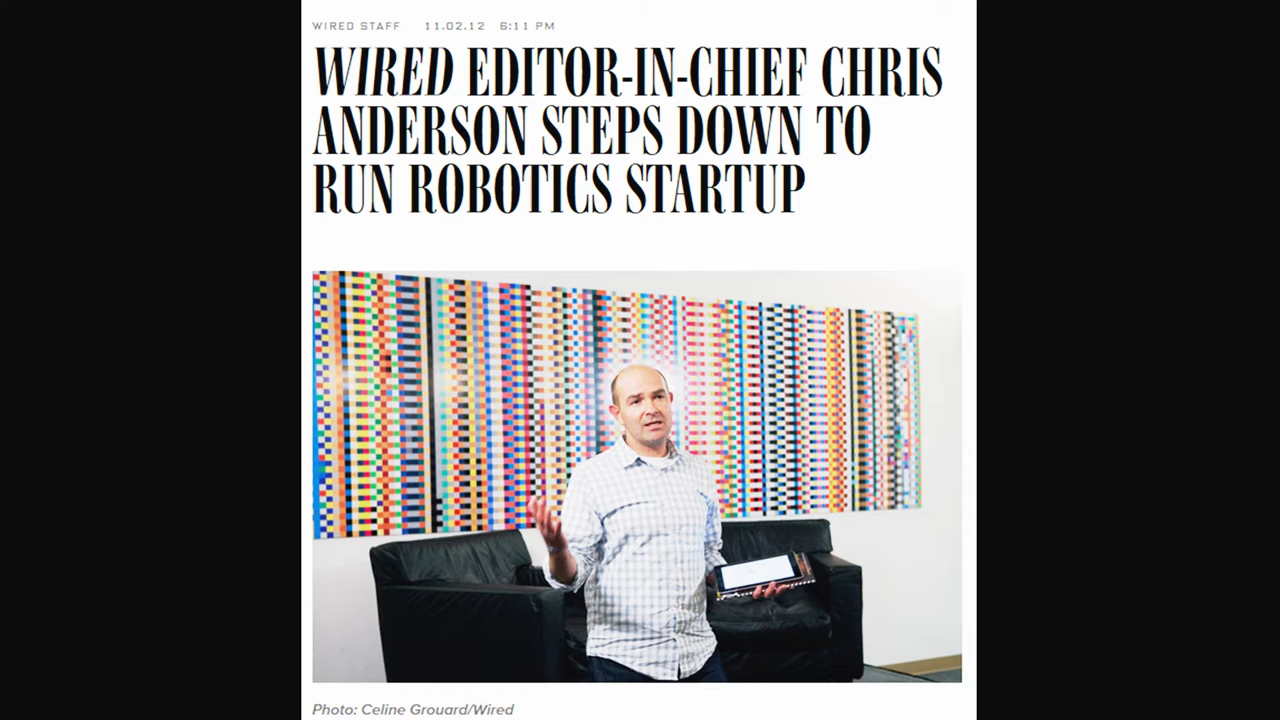 WIRED STAFF 11.02.12 6:11 PM
WIRED EDITOR-IN-CHIEF CHRIS
ANDERSON STEPS DOWN TO
RUN ROBOTICS STARTUP
Photo: Celine Grouard/Wired